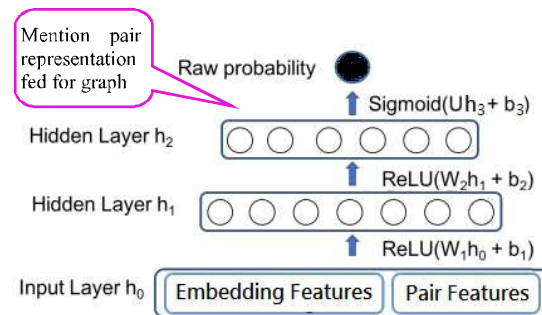 Mention pair
representation
fed for graph
Raw probability
Sigmoid(Uh₃+ b₃)
Hidden Layer h₂
ReLU(W₂h₁ + b₂)
Hidden Layer h₁
ReLU(W₁h₀ + b₁)
Input Layer h₀
Embedding Features
Pair Features